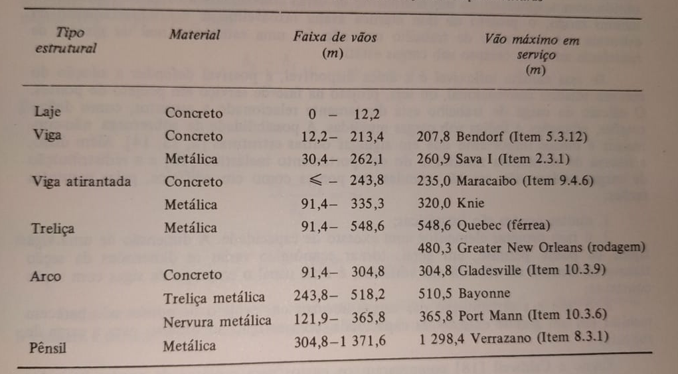 Tipo estrutural Material Faixa de vãos (m) Vão máximo em serviço (m)
Laje Concreto 0 – 12,2
Viga Concreto 12,2– 213,4 207,8 Bendorf (Item 5.3.12)
Metálica 30,4– 262,1 260,9 Sava I (Item 2.3.1)
Viga atirantada Concreto ⩽ – 243,8 235,0 Maracaibo (Item 9.4.6)
Metálica 91,4– 335,3 320,0 Knie
Treliça Metálica 91,4– 548,6 548,6 Quebec (férrea)
480,3 Greater New Orleans (rodagem)
Arco Concreto 91,4– 304,8 304,8 Gladesville (Item 10.3.9)
Treliça metálica 243,8– 518,2 510,5 Bayonne
Nervura metálica 121,9– 365,8 365,8 Port Mann (Item 10.3.6)
Pênsil Metálica 304,8–1 371,6 1 298,4 Verrazano (Item 8.3.1)